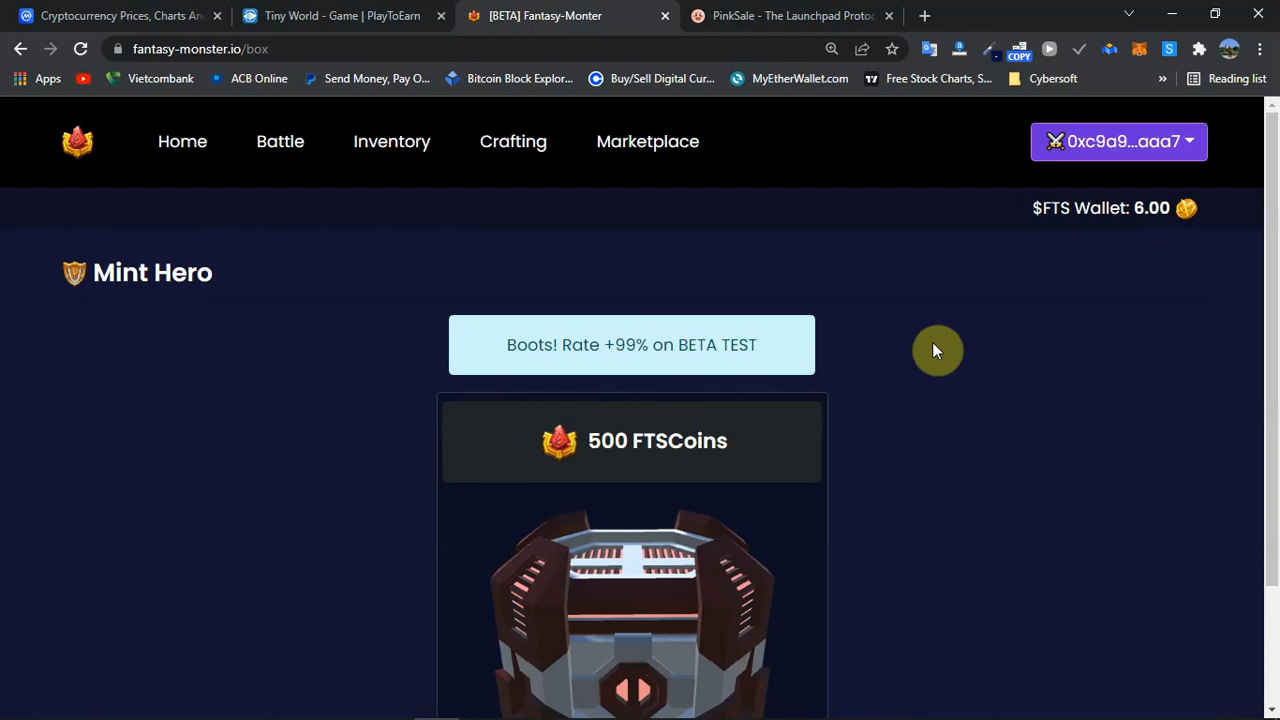 Cryptocurrency Prices, Charts An
Tiny World - Game | PlayToEarn
[BETA] Fantasy-Monter
PinkSale - The Launchpad Protoc
fantasy-monster.io/box
COPY
Apps
Vietcombank
ACB Online
Send Money, Pay O...
Bitcoin Block Explor...
Buy/Sell Digital Cur...
MyEtherWallet.com
Free Stock Charts, S...
Cybersoft
»
Reading list
Home
Battle
Inventory
Crafting
Marketplace
0xc9a9...aaa7
$FTS Wallet: 6.00
Mint Hero
Boots! Rate +99% on BETA TEST
500 FTSCoins